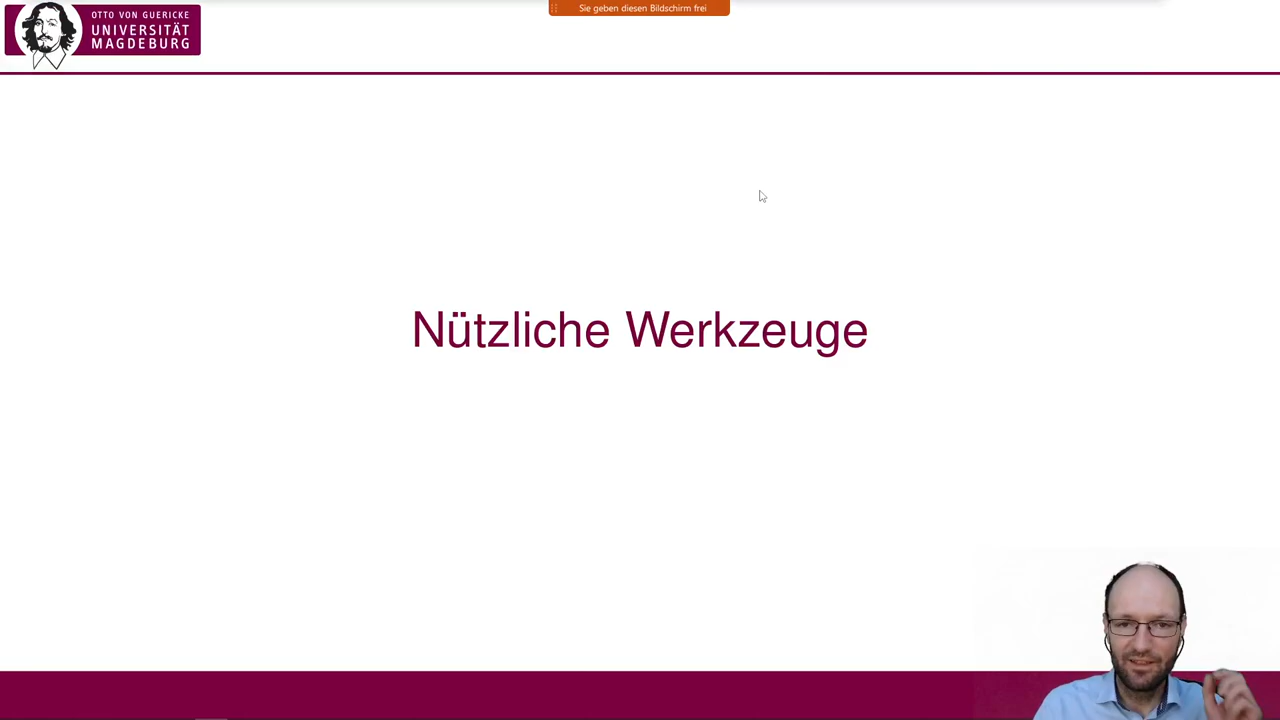 OTTO VON GUERICKE
UNIVERSITÄT
MAGDEBURG
Sie geben diesen Bildschirm frei
Nützliche Werkzeuge